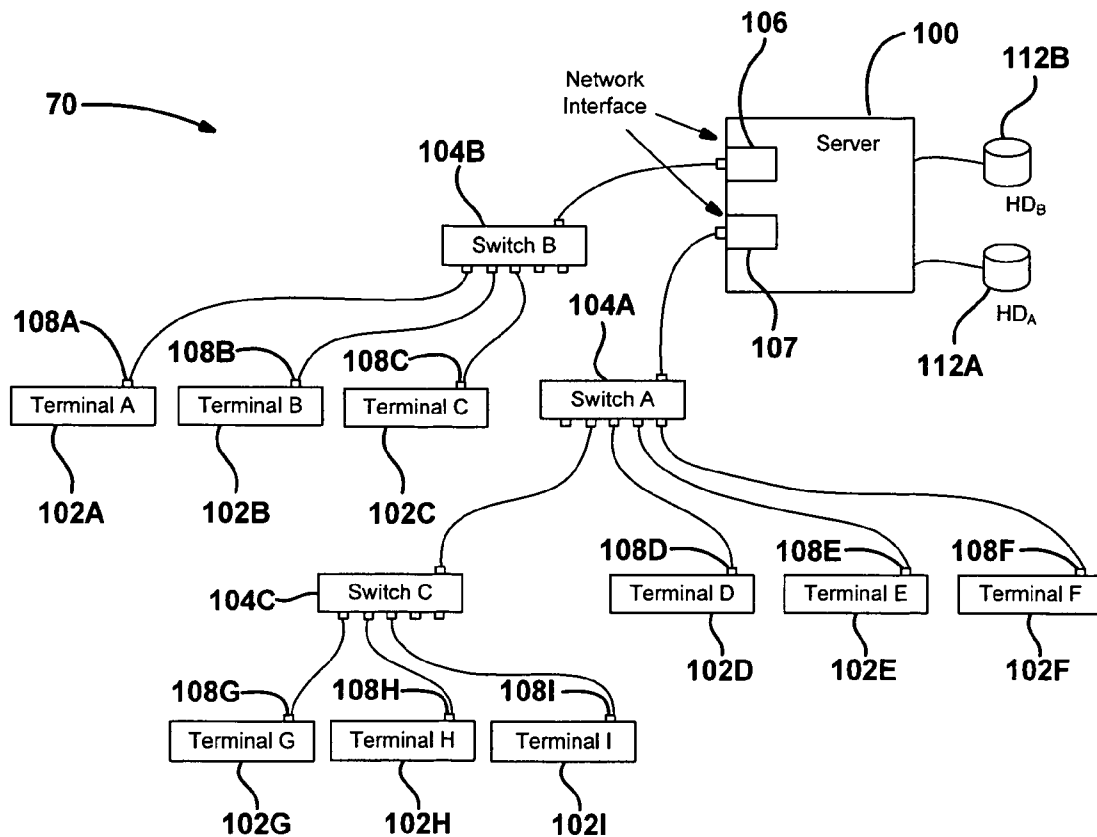 106
100
112B
70
Network
Interface
Server
104B
HDB
Switch B
104A
HDA
108A
108B
108C
107
112A
Terminal A
Terminal B
Terminal C
Switch A
102A
102B
102C
108D
108E
108F
104C
Switch C
Terminal D
Terminal E
Terminal F
102D
102E
102F
108G
108H
108I
Terminal G
Terminal H
Terminal I
102G
102H
102I